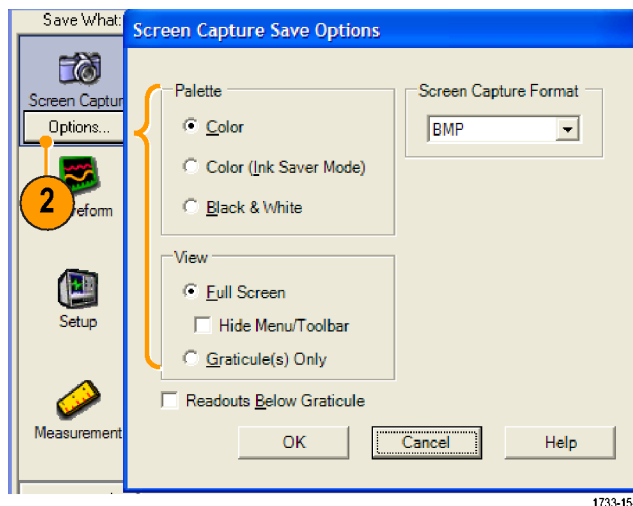 Save What:
Screen Captur
Options...
2
eform
Setup
Measurement
Screen Capture Save Options
Palette
Color
Color (Ink Saver Mode)
Black & White
View
Full Screen
Hide Menu/Toolbar
Graticule(s) Only
Readouts Below Graticule
Screen Capture Format
BMP
OK
Cancel
Help
1733-15